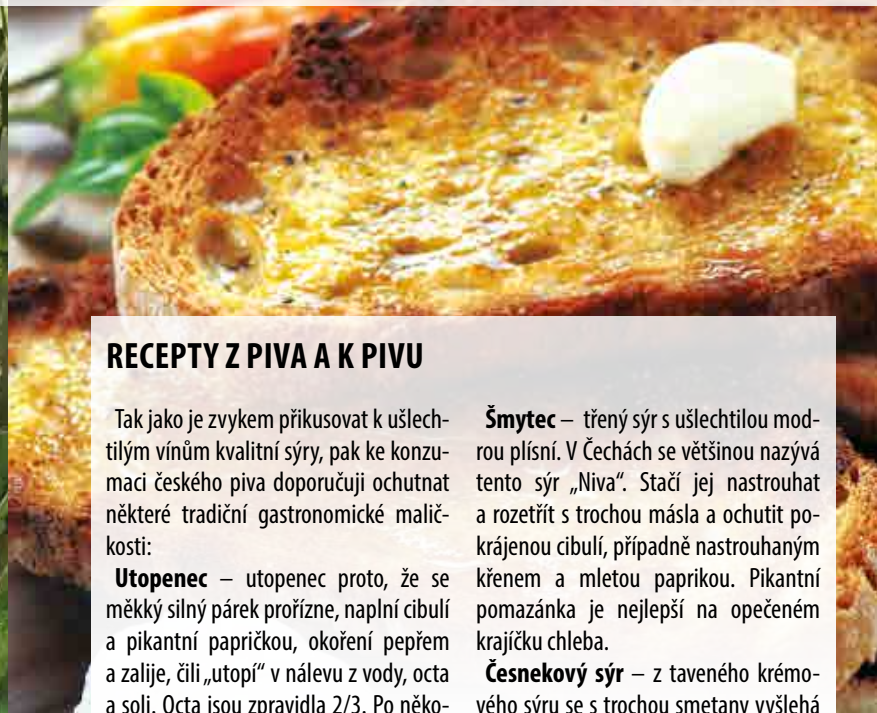 RECEPTY Z PIVA A K PIVU
Tak jako je zvykem přikusovat k ušlech-
tilým vínům kvalitní sýry, pak ke konzu-
maci českého piva doporučuji ochutnat
některé tradiční gastronomické malič-
kosti:
Utopenec – utopenec proto, že se
měkký silný párek prořízne, naplní cibulí
a pikantní papričkou, okoření pepřem
a zalije, čili „utopí“ v nálevu z vody, octa
a soli. Octa jsou zpravidla 2/3. Po něko-
Šmytec – třený sýr s ušlechtilou mod-
rou plísní. V Čechách se většinou nazývá
tento sýr „Niva“. Stačí jej nastrouhat
a rozetřít s trochou másla a ochutit po-
krájenou cibulí, případně nastrouhaným
křenem a mletou paprikou. Pikantní
pomazánka je nejlepší na opečeném
krajíčku chleba.
Česnekový sýr – z taveného krémo-
vého sýru se s trochou smetany vyšlehá